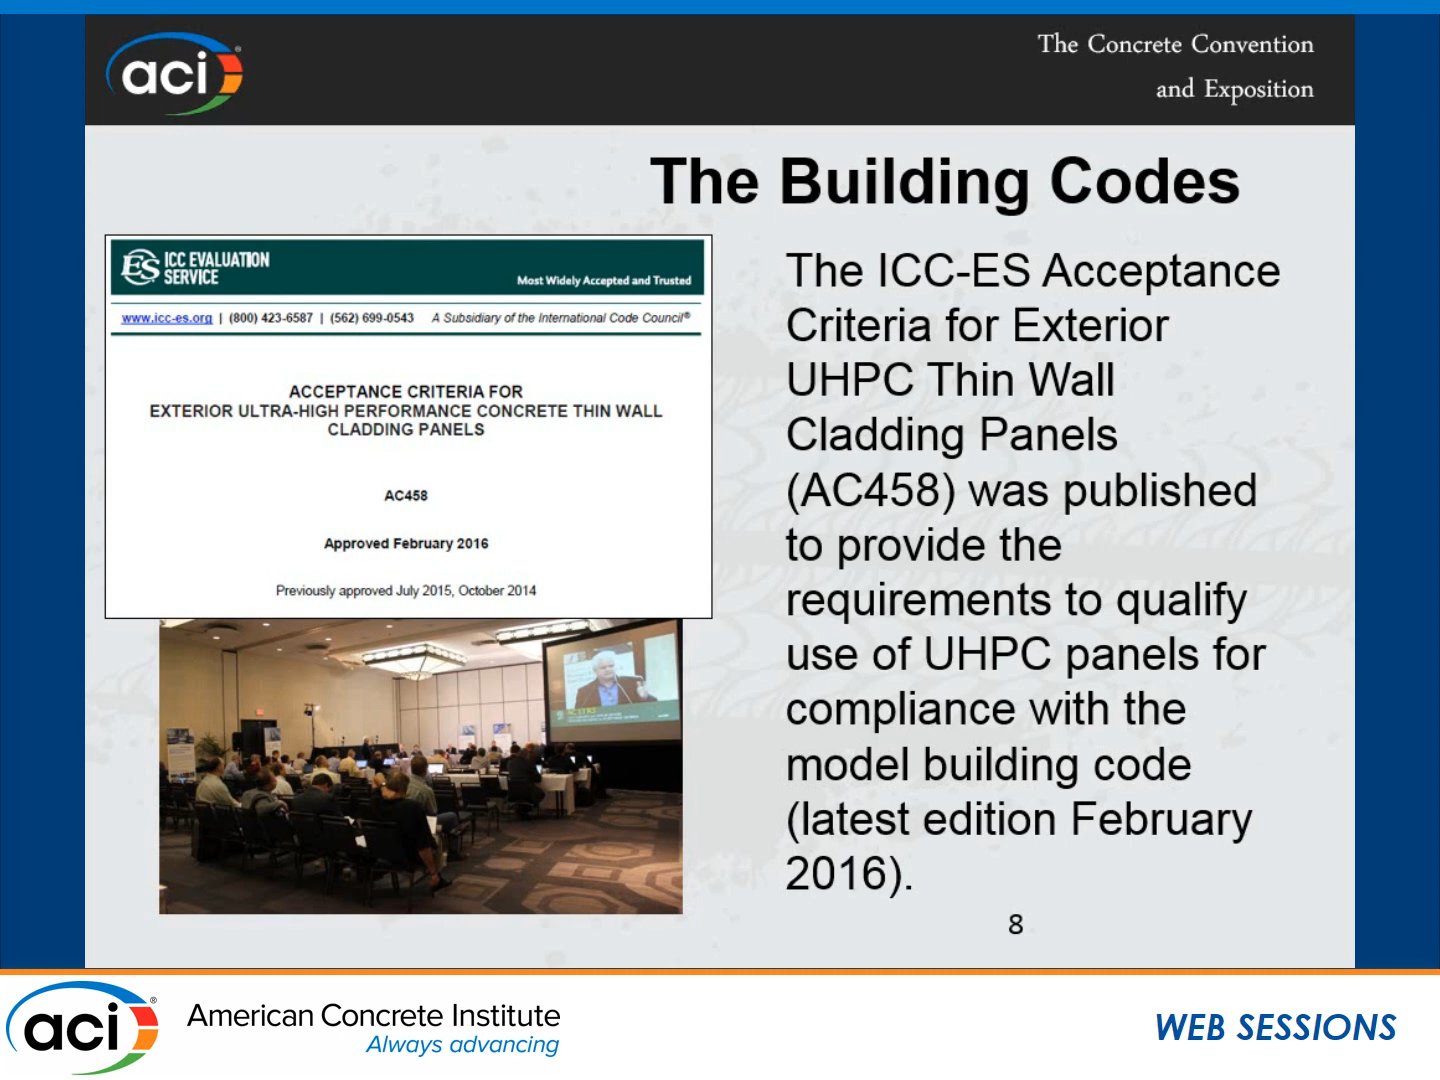 aci®
The Concrete Convention
and Exposition
The Building Codes
ES ICC EVALUATION
SERVICE
Most Widely Accepted and Trusted
www.icc-es.org | (800) 423-6587 | (562) 699-0543 A Subsidiary of the International Code Council®
ACCEPTANCE CRITERIA FOR
EXTERIOR ULTRA-HIGH PERFORMANCE CONCRETE THIN WALL
CLADDING PANELS
AC458
Approved February 2016
Previously approved July 2015, October 2014
The ICC-ES Acceptance
Criteria for Exterior
UHPC Thin Wall
Cladding Panels
(AC458) was published
to provide the
requirements to qualify
use of UHPC panels for
compliance with the
model building code
(latest edition February
2016).
8
aci®
American Concrete Institute
Always advancing
WEB SESSIONS